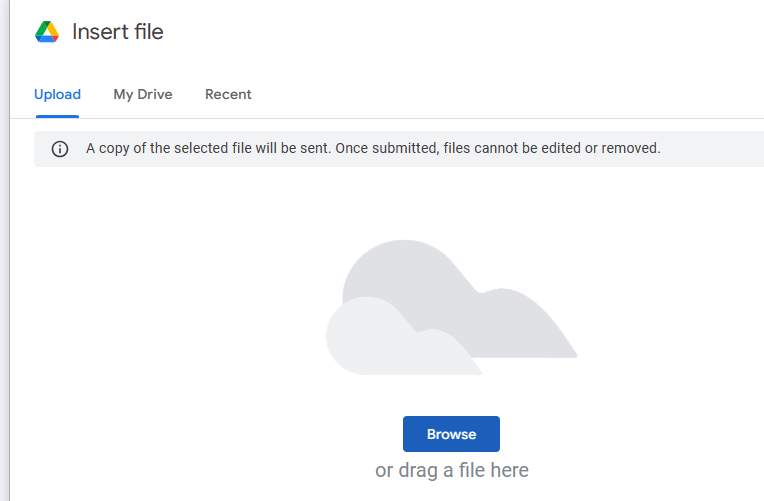 Insert file
Upload My Drive Recent
A copy of the selected file will be sent. Once submitted, files cannot be edited or removed.
Browse
or drag a file here